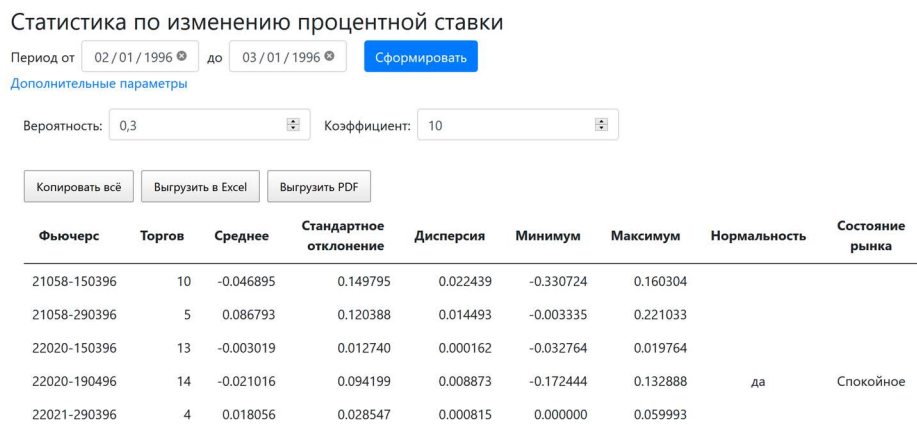 Статистика по изменению процентной ставки
Период от 02 / 01 / 1996 до 03 / 01 / 1996 Сформировать
Дополнительные параметры
Вероятность: 0,3 Коэффициент: 10
Копировать всё Выгрузить в Excel Выгрузить PDF
Фьючерс Торгов Среднее Стандартное отклонение Дисперсия Минимум Максимум Нормальность Состояние рынка
21058-150396 10 -0.046895 0.149795 0.022439 -0.330724 0.160304
21058-290396 5 0.086793 0.120388 0.014493 -0.003335 0.221033
22020-150396 13 -0.003019 0.012740 0.000162 -0.032764 0.019764
22020-190496 14 -0.021016 0.094199 0.008873 -0.172444 0.132888 да Спокойное
22021-290396 4 0.018056 0.028547 0.000815 0.000000 0.059993